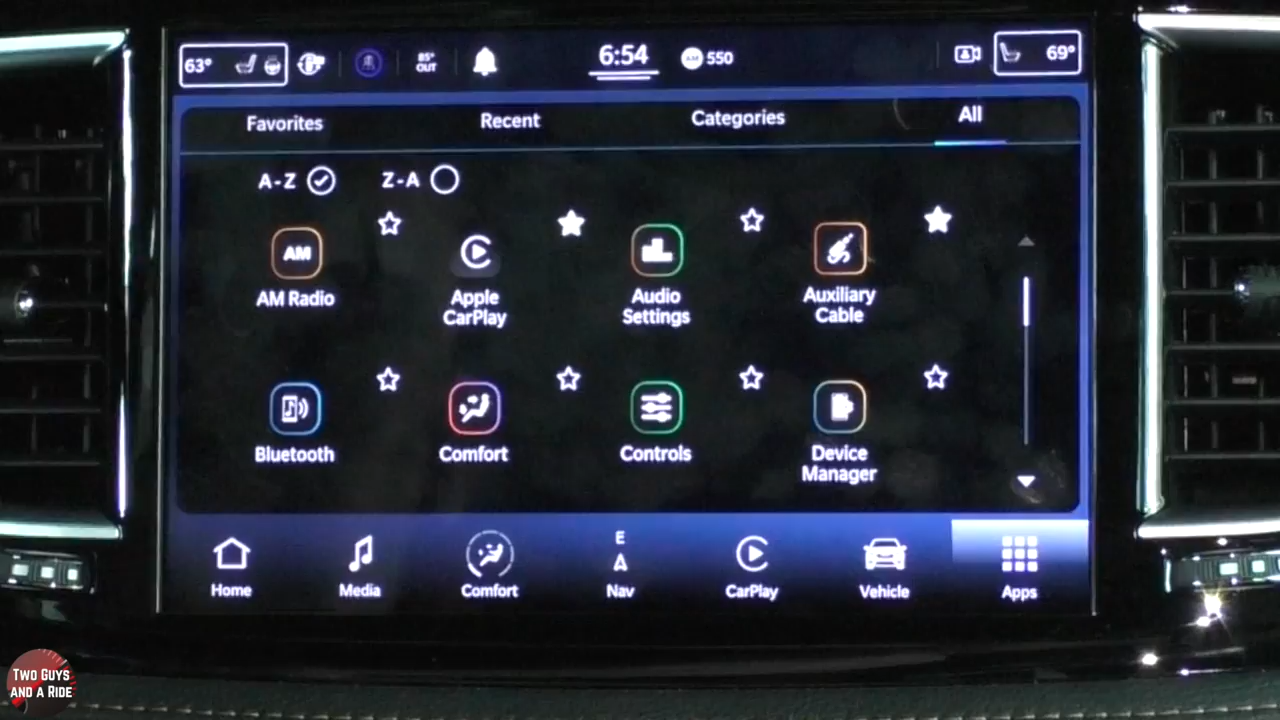 63°
85°
OUT
6:54
AM
550
69°
Favorites
Recent
Categories
All
A-Z
Z-A
AM
AM Radio
Apple
CarPlay
Audio
Settings
Auxiliary
Cable
Bluetooth
Comfort
Controls
Device
Manager
Home
Media
Comfort
E
A
Nav
CarPlay
Vehicle
Apps
TWO GUYS
AND A RIDE